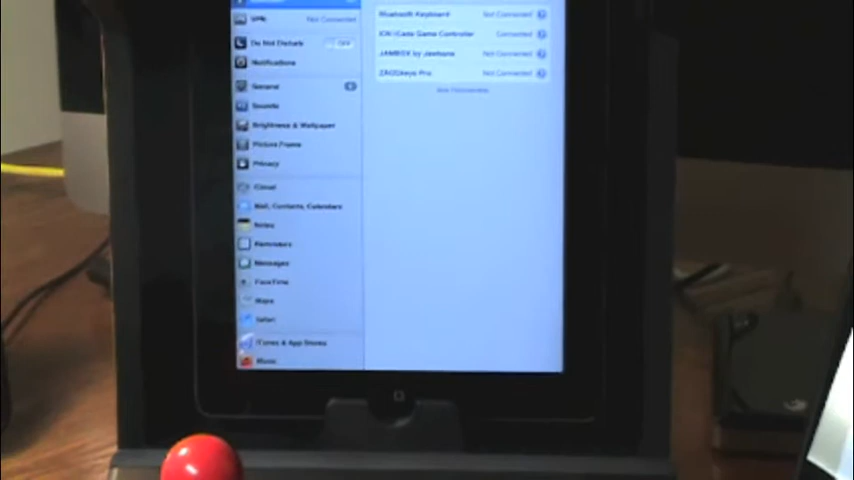 VPN Not Connected
Do Not Disturb OFF
Notifications
General
Sounds
Brightness & Wallpaper
Picture Frame
Privacy
iCloud
Mail, Contacts, Calendars
Notes
Reminders
Messages
FaceTime
Maps
Safari
iTunes & App Stores
Music
Bluetooth Keyboard Not Connected
ION iCade Game Controller Connected
JAMBOX by Jawbone Not Connected
ZAGGkeys Pro Not Connected